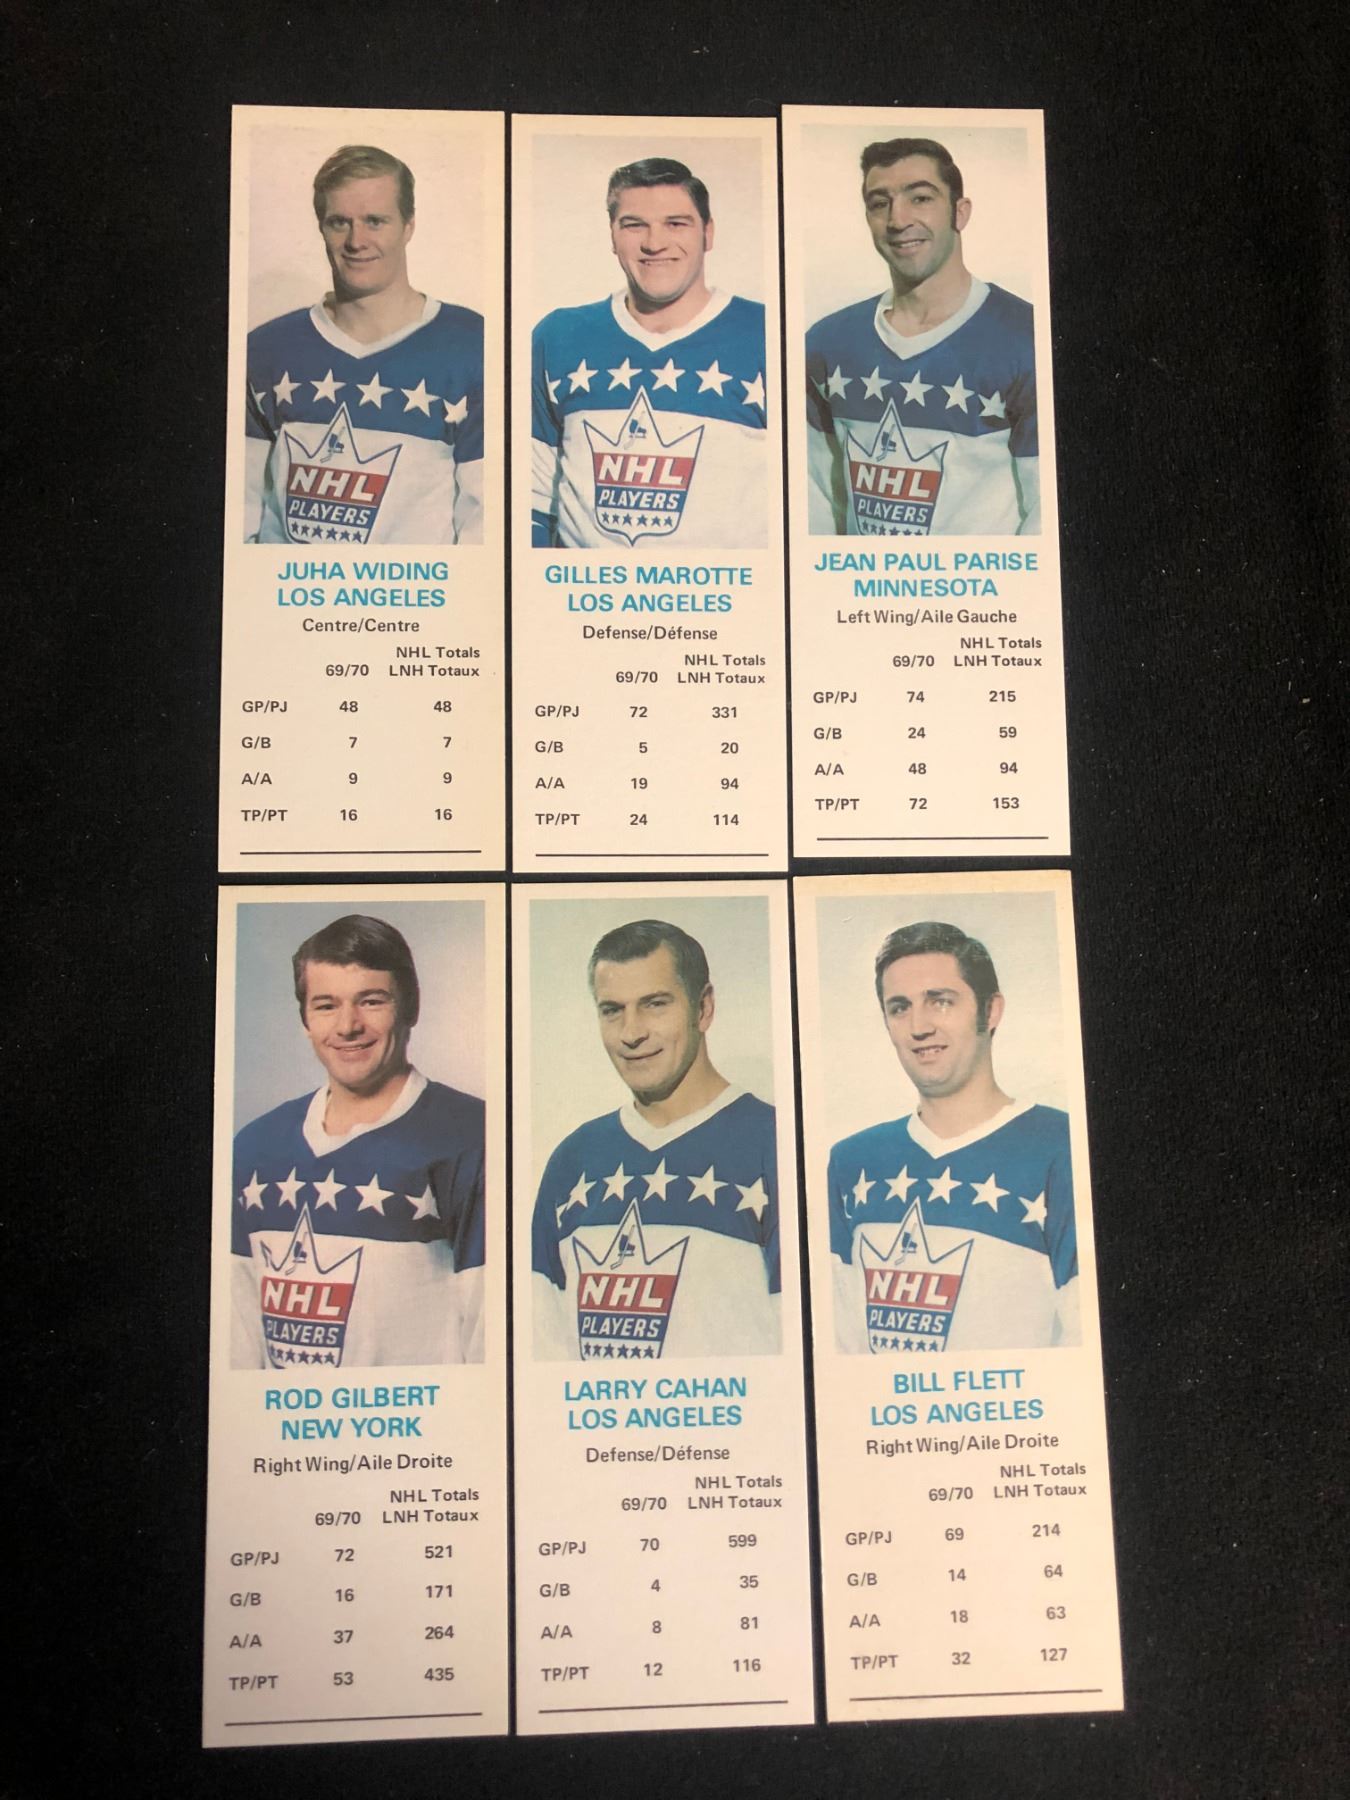 NHL
PLAYERS
JUHA WIDING
LOS ANGELES
Centre/Centre
NHL Totals
69/70 LNH Totaux
GP/PJ 48 48
G/B 7 7
A/A 9 9
TP/PT 16 16
NHL
PLAYERS
GILLES MAROTTE
LOS ANGELES
Defense/Défense
NHL Totals
69/70 LNH Totaux
GP/PJ 72 331
G/B 5 20
A/A 19 94
TP/PT 24 114
NHL
PLAYERS
JEAN PAUL PARISE
MINNESOTA
Left Wing/Aile Gauche
NHL Totals
69/70 LNH Totaux
GP/PJ 74 215
G/B 24 59
A/A 48 94
TP/PT 72 153
NHL
PLAYERS
ROD GILBERT
NEW YORK
Right Wing/Aile Droite
NHL Totals
69/70 LNH Totaux
GP/PJ 72 521
G/B 16 171
A/A 37 264
TP/PT 53 435
NHL
PLAYERS
LARRY CAHAN
LOS ANGELES
Defense/Défense
NHL Totals
69/70 LNH Totaux
GP/PJ 70 599
G/B 4 35
A/A 8 81
TP/PT 12 116
NHL
PLAYERS
BILL FLETT
LOS ANGELES
Right Wing/Aile Droite
NHL Totals
69/70 LNH Totaux
GP/PJ 69 214
G/B 14 64
A/A 18 63
TP/PT 32 127